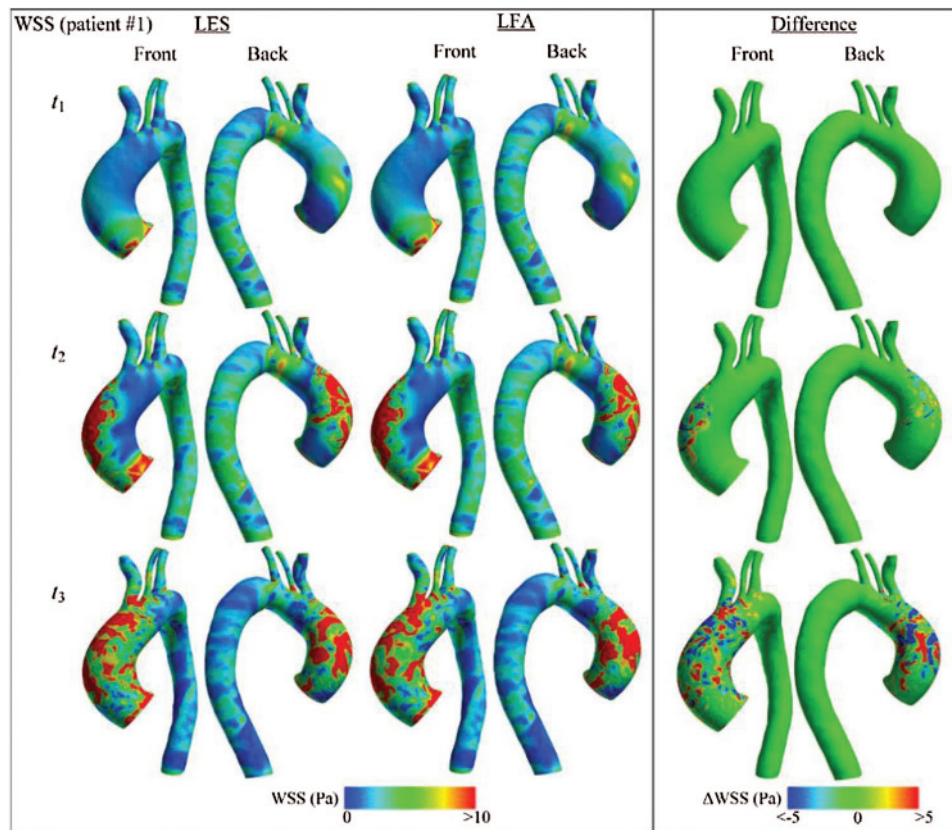 WSS (patient #1) LES LFA Difference
Front Back Front Back Front Back
t₁
t₂
t₃
WSS (Pa) ΔWSS (Pa)
0 >10 <-5 0 >5